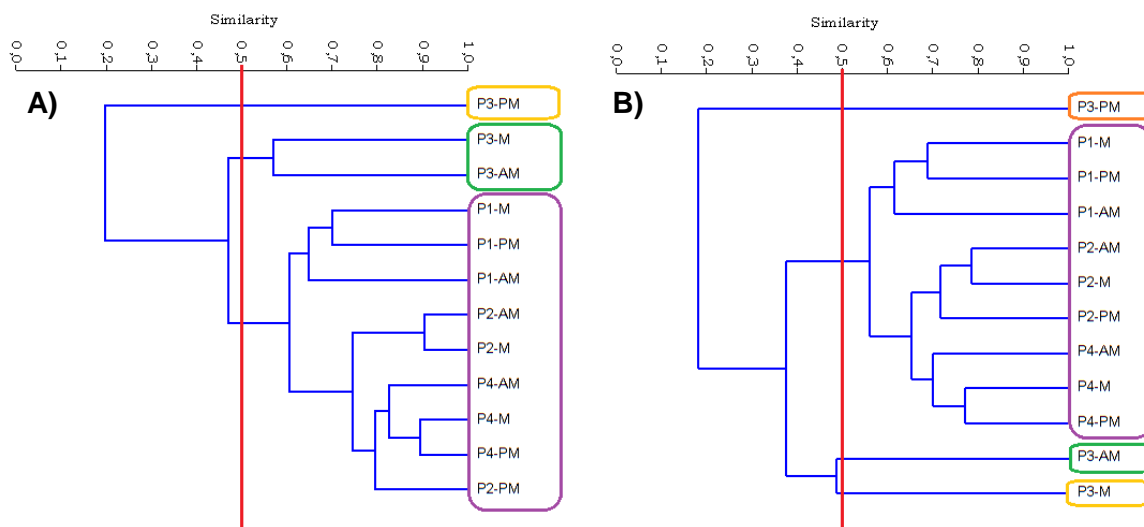 Similarity
0,0 0,1 0,2 0,3 0,4 0,5 0,6 0,7 0,8 0,9 1,0
A)
P3-PM
P3-M
P3-AM
P1-M
P1-PM
P1-AM
P2-AM
P2-M
P4-AM
P4-M
P4-PM
P2-PM
Similarity
0,0 0,1 0,2 0,3 0,4 0,5 0,6 0,7 0,8 0,9 1,0
B)
P3-PM
P1-M
P1-PM
P1-AM
P2-AM
P2-M
P2-PM
P4-AM
P4-M
P4-PM
P3-AM
P3-M